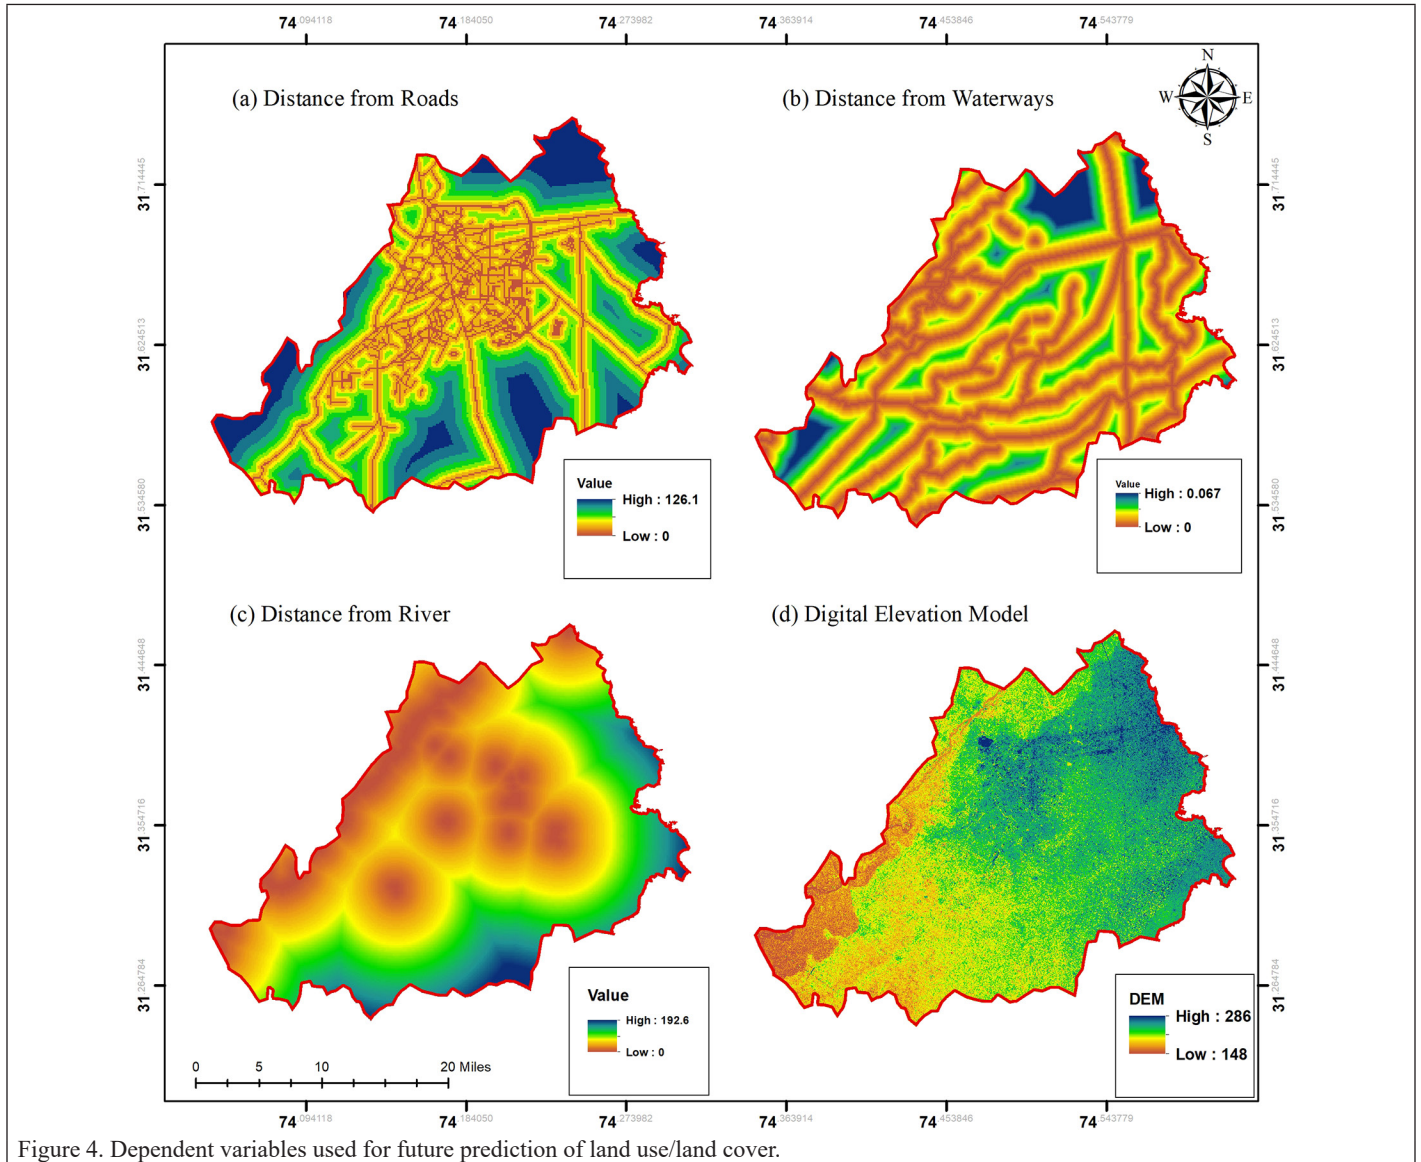 74.094118 74.184050 74.273982 74.363914 74.453846 74.543779
(a) Distance from Roads
(b) Distance from Waterways
N
W E
S
31.714445
31.714445
31.624513
31.624513
31.534580
31.534580
Value
High : 126.1
Low : 0
Value
High : 0.067
Low : 0
(c) Distance from River
(d) Digital Elevation Model
31.444648
31.444648
31.354716
31.354716
31.264784
31.264784
Value
High : 192.6
Low : 0
DEM
High : 286
Low : 148
0 5 10 20 Miles
74.094118 74.184050 74.273982 74.363914 74.453846 74.543779
Figure 4. Dependent variables used for future prediction of land use/land cover.